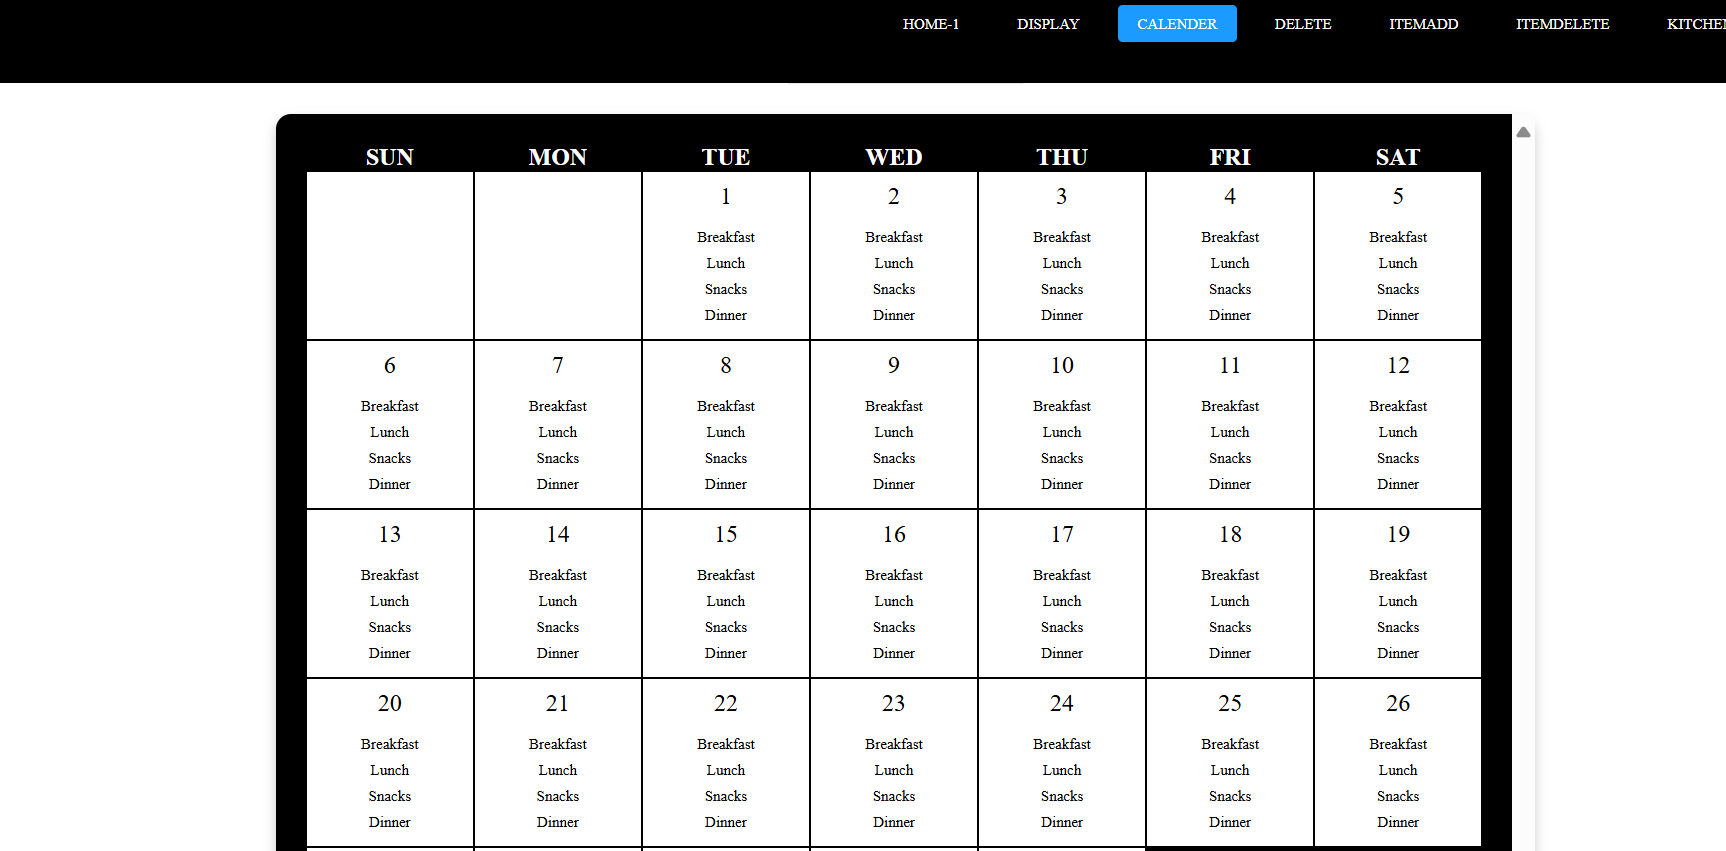 HOME-1 DISPLAY CALENDER DELETE ITEMADD ITEMDELETE KITCHEN
SUN MON TUE WED THU FRI SAT
1 2 3 4 5
Breakfast Breakfast Breakfast Breakfast Breakfast
Lunch Lunch Lunch Lunch Lunch
Snacks Snacks Snacks Snacks Snacks
Dinner Dinner Dinner Dinner Dinner
6 7 8 9 10 11 12
Breakfast Breakfast Breakfast Breakfast Breakfast Breakfast Breakfast
Lunch Lunch Lunch Lunch Lunch Lunch Lunch
Snacks Snacks Snacks Snacks Snacks Snacks Snacks
Dinner Dinner Dinner Dinner Dinner Dinner Dinner
13 14 15 16 17 18 19
Breakfast Breakfast Breakfast Breakfast Breakfast Breakfast Breakfast
Lunch Lunch Lunch Lunch Lunch Lunch Lunch
Snacks Snacks Snacks Snacks Snacks Snacks Snacks
Dinner Dinner Dinner Dinner Dinner Dinner Dinner
20 21 22 23 24 25 26
Breakfast Breakfast Breakfast Breakfast Breakfast Breakfast Breakfast
Lunch Lunch Lunch Lunch Lunch Lunch Lunch
Snacks Snacks Snacks Snacks Snacks Snacks Snacks
Dinner Dinner Dinner Dinner Dinner Dinner Dinner